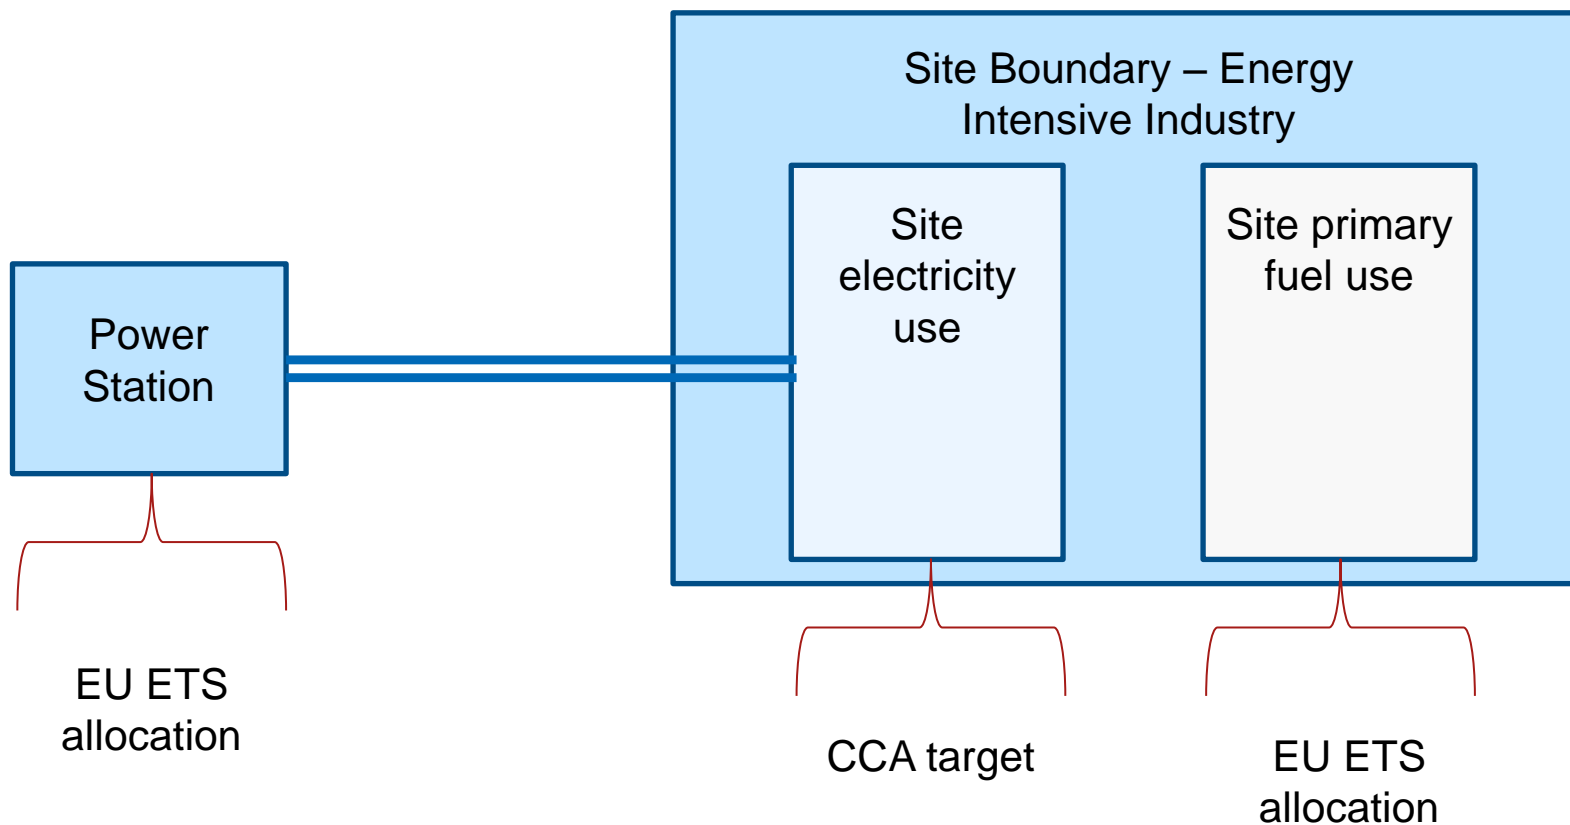 Site Boundary – Energy
Intensive Industry
Site
electricity
use
Site primary
fuel use
Power
Station
EU ETS
allocation
CCA target
EU ETS
allocation